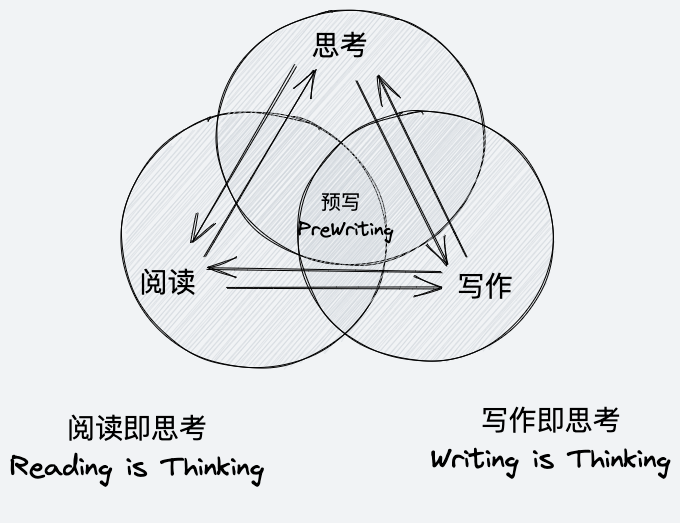 思考
预写
PreWriting
阅读
写作
阅读即思考
Reading is Thinking
写作即思考
Writing is Thinking